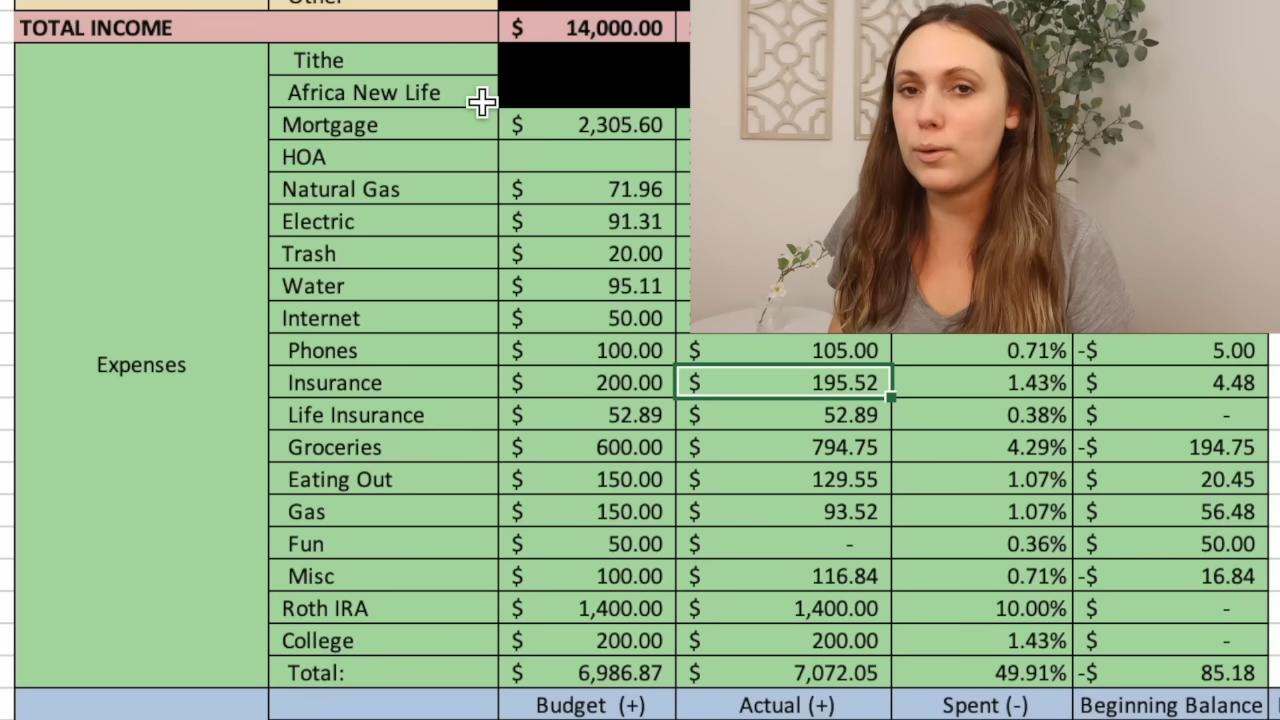 Other
TOTAL INCOME $ 14,000.00 $
Tithe
Africa New Life
Mortgage $ 2,305.60
HOA
Natural Gas $ 71.96
Electric $ 91.31
Trash $ 20.00
Water $ 95.11
Internet $ 50.00
Phones $ 100.00 $ 105.00 0.71% -$ 5.00
Expenses
Insurance $ 200.00 $ 195.52 1.43% $ 4.48
Life Insurance $ 52.89 $ 52.89 0.38% $ -
Groceries $ 600.00 $ 794.75 4.29% -$ 194.75
Eating Out $ 150.00 $ 129.55 1.07% $ 20.45
Gas $ 150.00 $ 93.52 1.07% $ 56.48
Fun $ 50.00 $ - 0.36% $ 50.00
Misc $ 100.00 $ 116.84 0.71% -$ 16.84
Roth IRA $ 1,400.00 $ 1,400.00 10.00% $ -
College $ 200.00 $ 200.00 1.43% $ -
Total: $ 6,986.87 $ 7,072.05 49.91% -$ 85.18
Budget (+) Actual (+) Spent (-) Beginning Balance